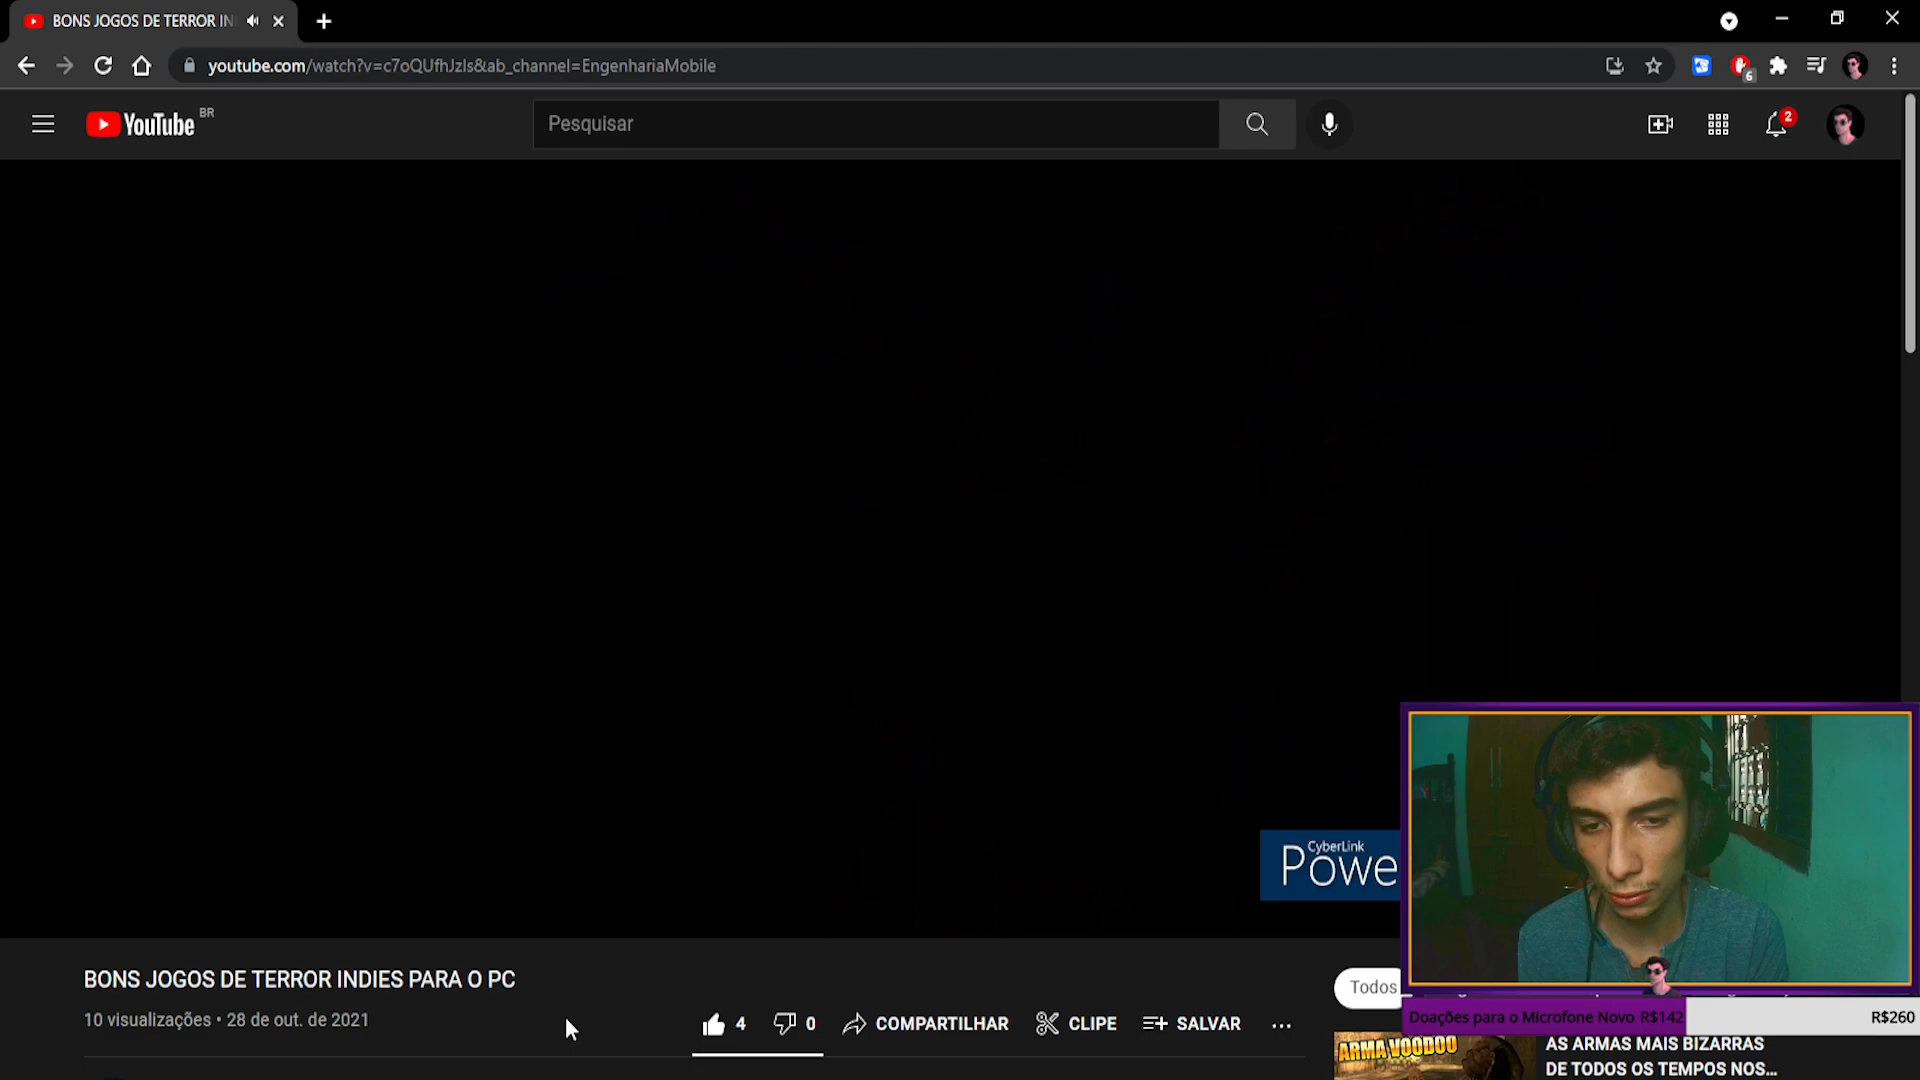 BONS JOGOS DE TERROR IN
youtube.com/watch?v=c7oQUfhJzIs&ab_channel=EngenhariaMobile
6
YouTube BR
Pesquisar
2
CyberLink
Powe
BONS JOGOS DE TERROR INDIES PARA O PC
10 visualizações • 28 de out. de 2021
4 0 COMPARTILHAR CLIPE SALVAR ...
Todos
Doações para o Microfone Novo R$142 R$260
ARMA VOODOO
AS ARMAS MAIS BIZARRAS
DE TODOS OS TEMPOS NOS...